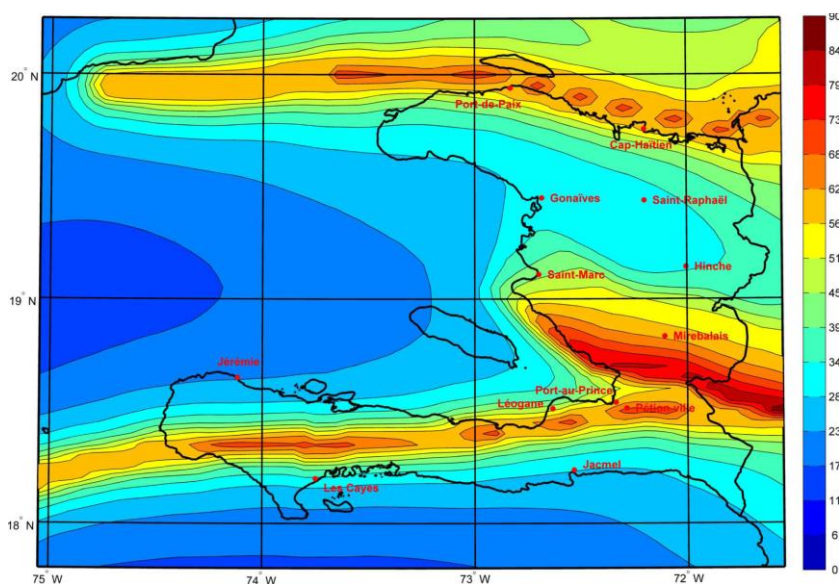 90
84
79
73
68
62
56
51
45
39
34
28
23
17
11
6
0
20° N
19° N
18° N
75° W
74° W
73° W
72° W
Port-de-Paix
Cap-Haïtien
Gonaïves
Saint-Raphaël
Hinche
Saint-Marc
Mirebalais
Jérémie
Port-au-Prince
Léogane
Pétion-ville
Jacmel
Les Cayes